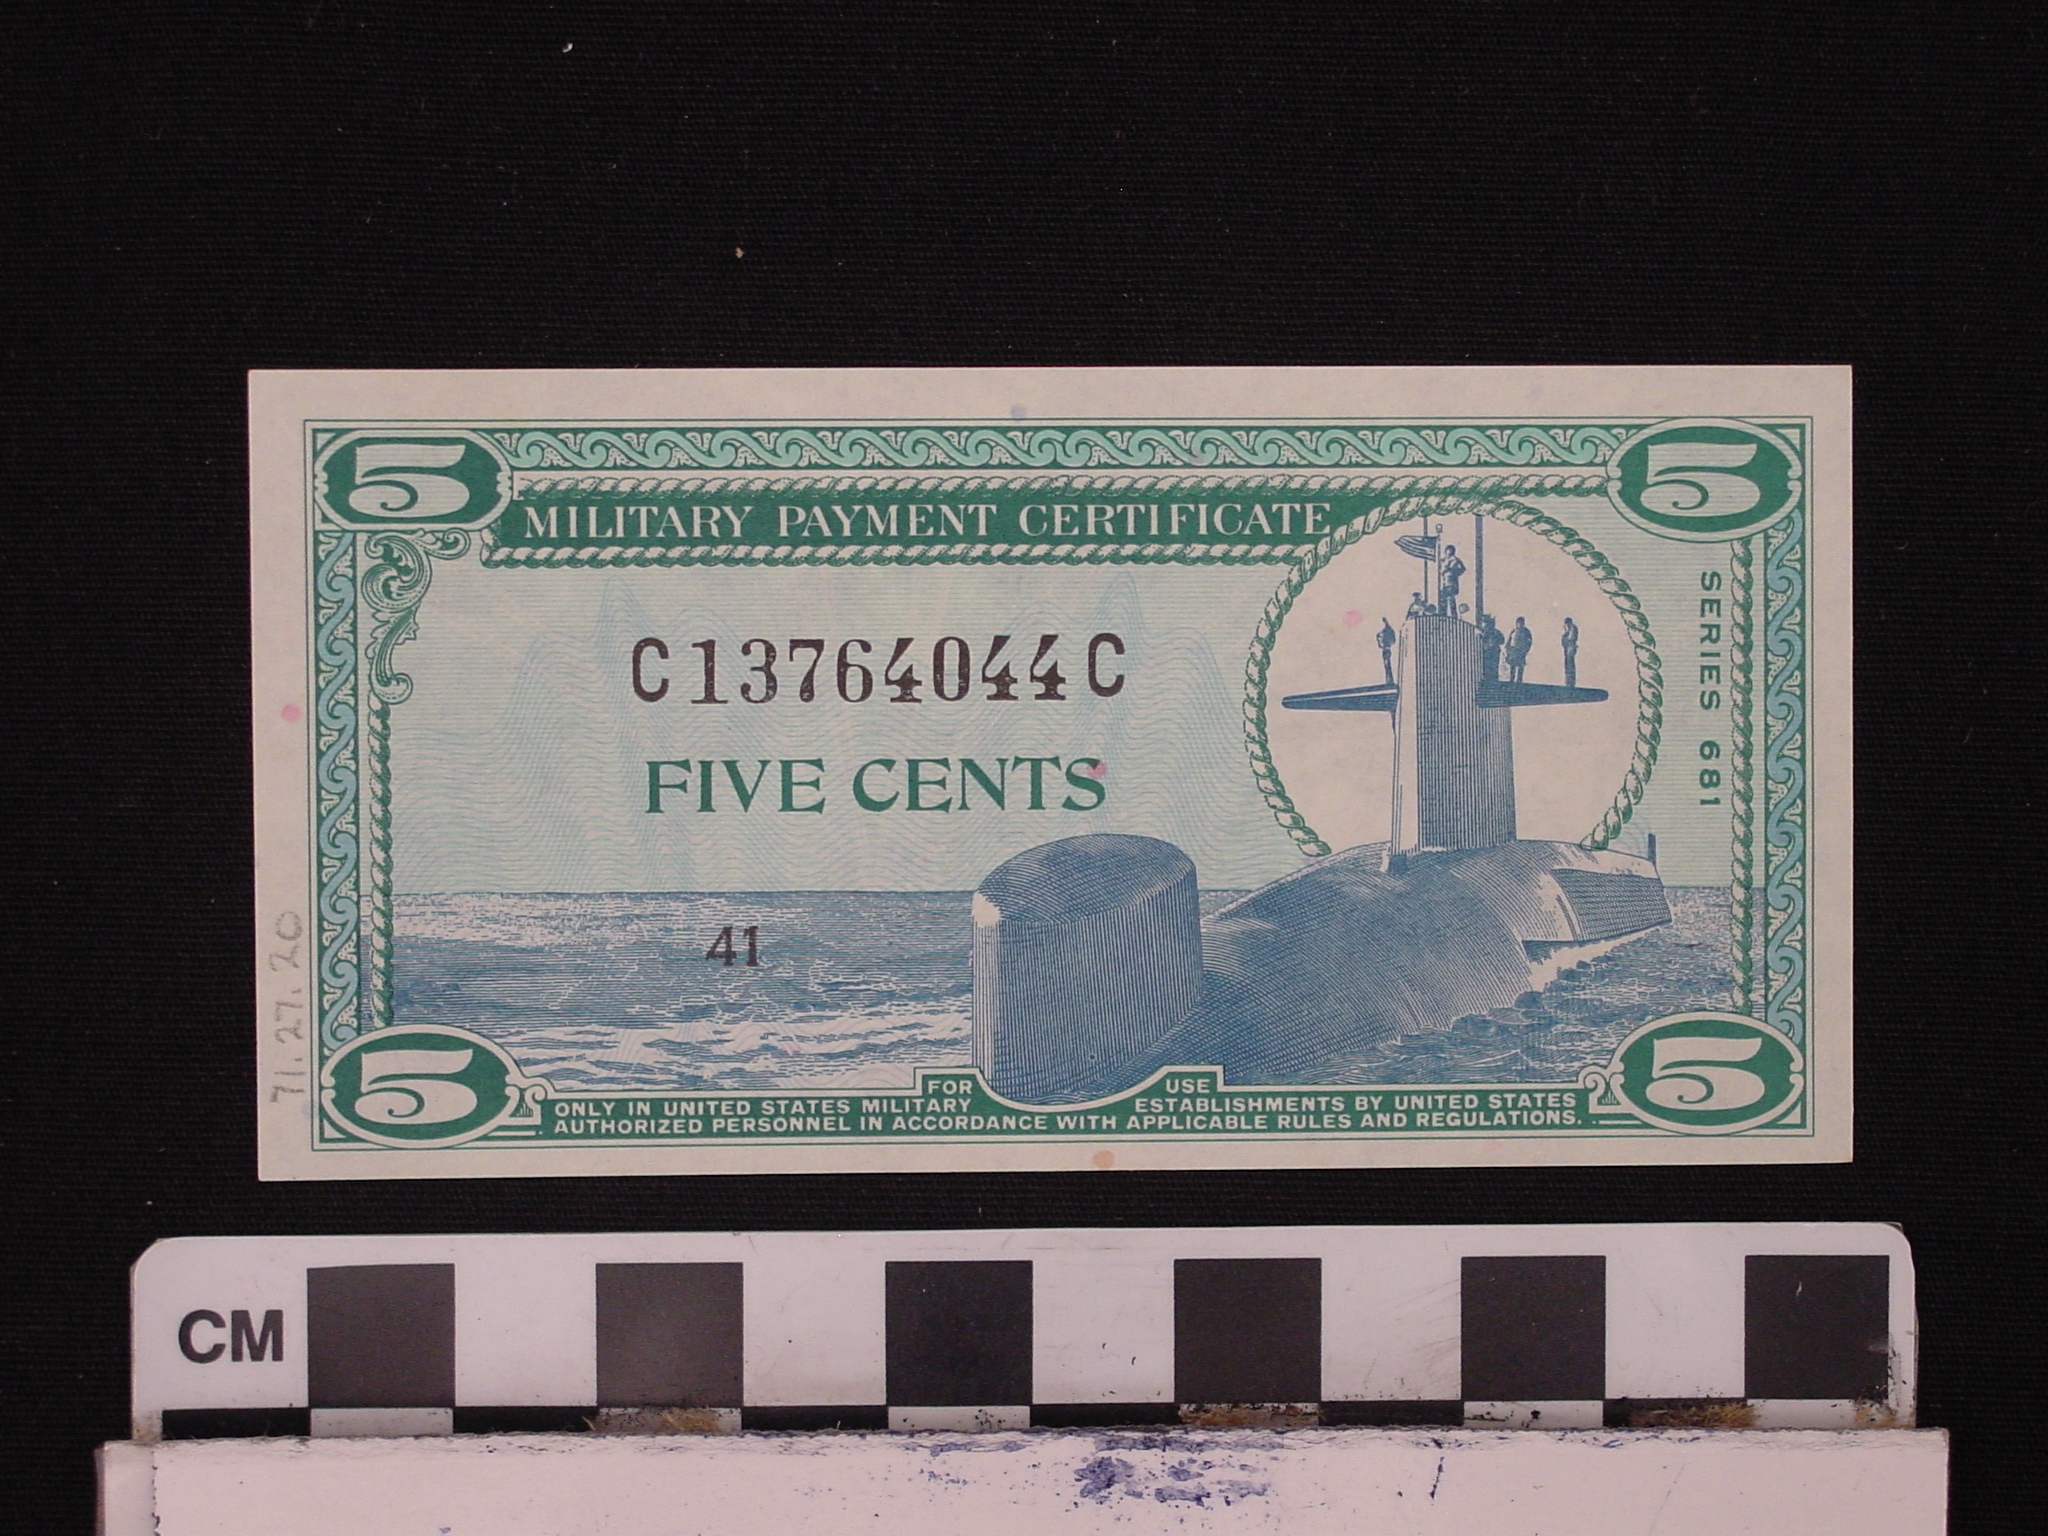 5
5
MILITARY PAYMENT CERTIFICATE
SERIES 681
C13764044C
FIVE CENTS
41
71.27.20
5
5
FOR USE
ONLY IN UNITED STATES MILITARY ESTABLISHMENTS BY UNITED STATES
AUTHORIZED PERSONNEL IN ACCORDANCE WITH APPLICABLE RULES AND REGULATIONS.
CM